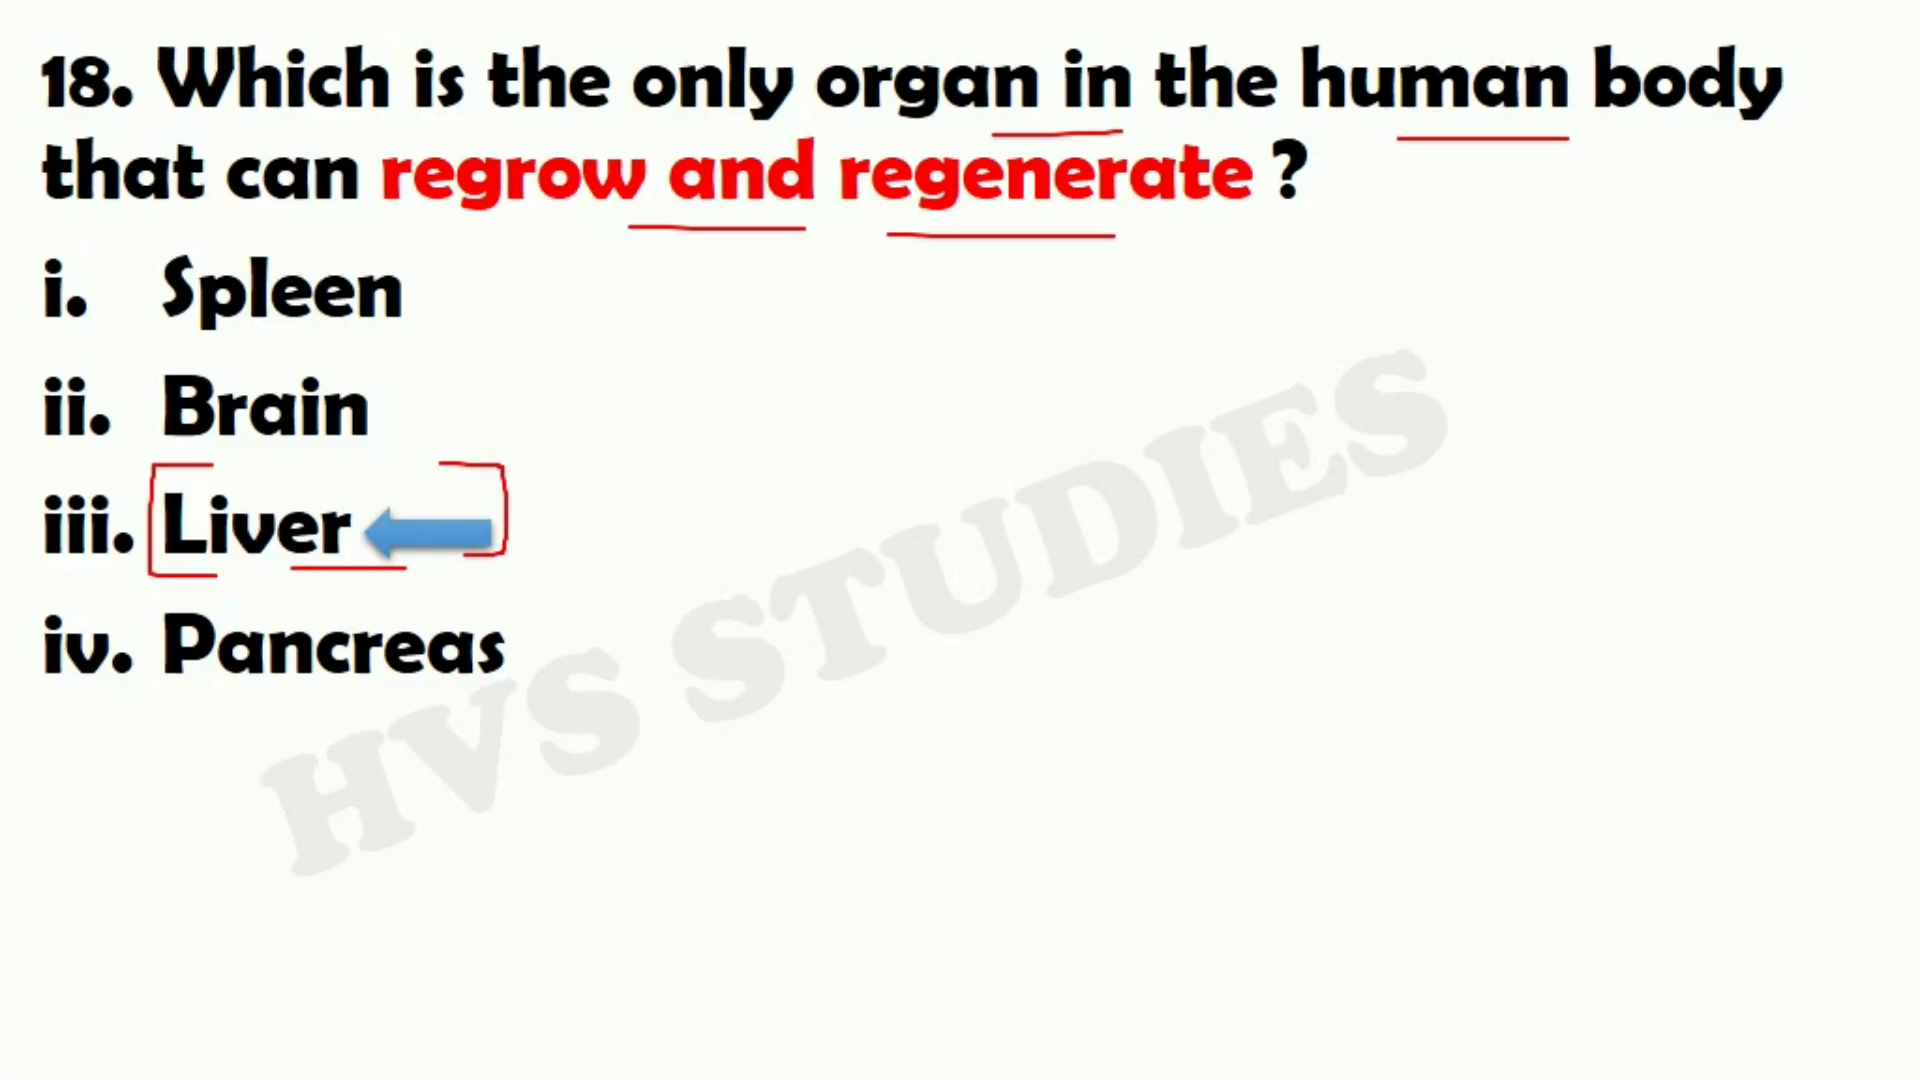 18. Which is the only organ in the human body
that can regrow and regenerate ?
i. Spleen
ii. Brain
iii. Liver
iv. Pancreas
HVS STUDIES